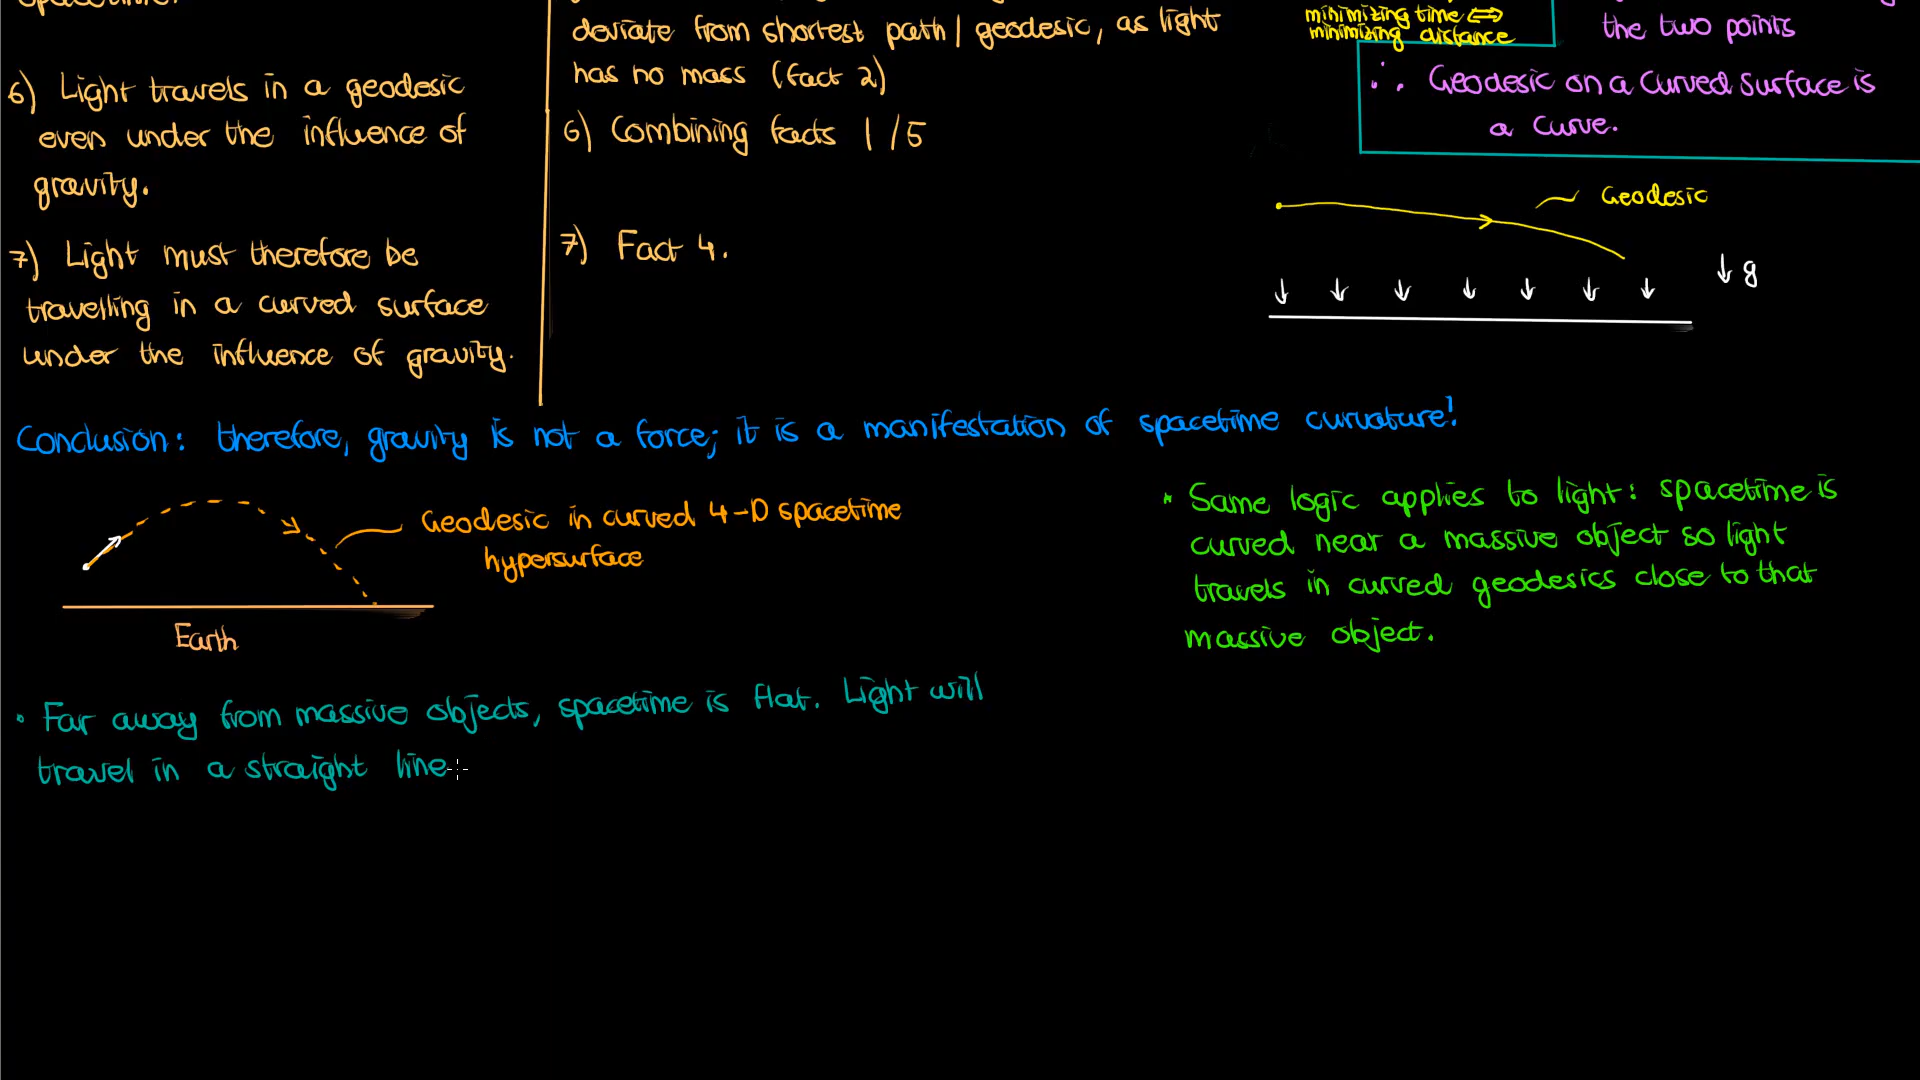 deviate from shortest path / geodesic, as light
has no mass (fact 2)
minimizing time ⇔
minimizing distance
the two points
∴ Geodesic on a curved surface is
a curve.
6) Light travels in a geodesic
even under the influence of
gravity.
6) Combining facts 1/5
7) Light must therefore be
travelling in a curved surface
under the influence of gravity.
7) Fact 4.
Geodesic
↓ g
Conclusion: therefore, gravity is not a force; it is a manifestation of spacetime curvature!
Geodesic in curved 4-D spacetime
hypersurface
Earth
• Same logic applies to light: spacetime is
curved near a massive object so light
travels in curved geodesics close to that
massive object.
• Far away from massive objects, spacetime is flat. Light will
travel in a straight line